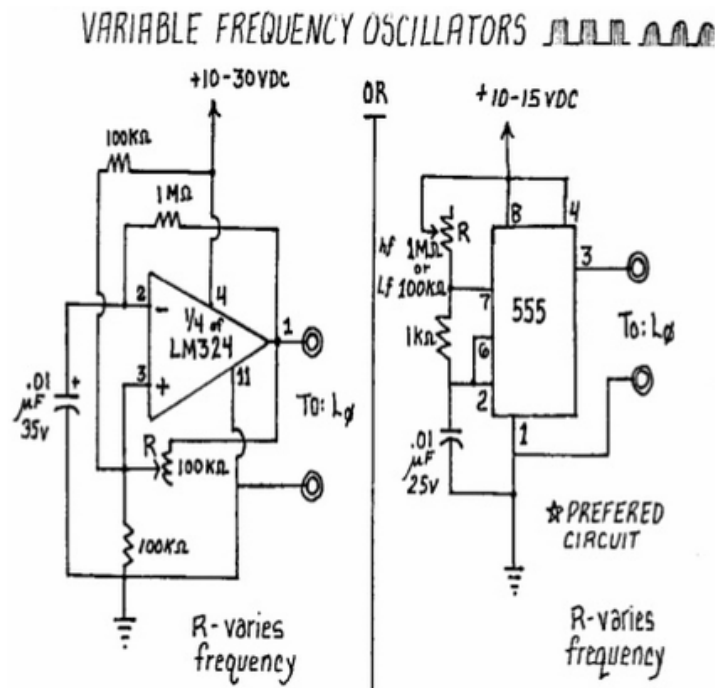 VARIABLE FREQUENCY OSCILLATORS
+10-30VDC
100KΩ
1MΩ
2
-
4
1/4 of
LM324
1
3
+
11
.01
µF
35V
+
To: Lø
R
100KΩ
100KΩ
R-varies
frequency
OR
+10-15VDC
8
4
R
hf 1MΩ
or
Lf 100KΩ
7
3
555
1KΩ
6
2
To: Lø
1
.01
µF
25V
☆PREFERED
CIRCUIT
R-varies
frequency